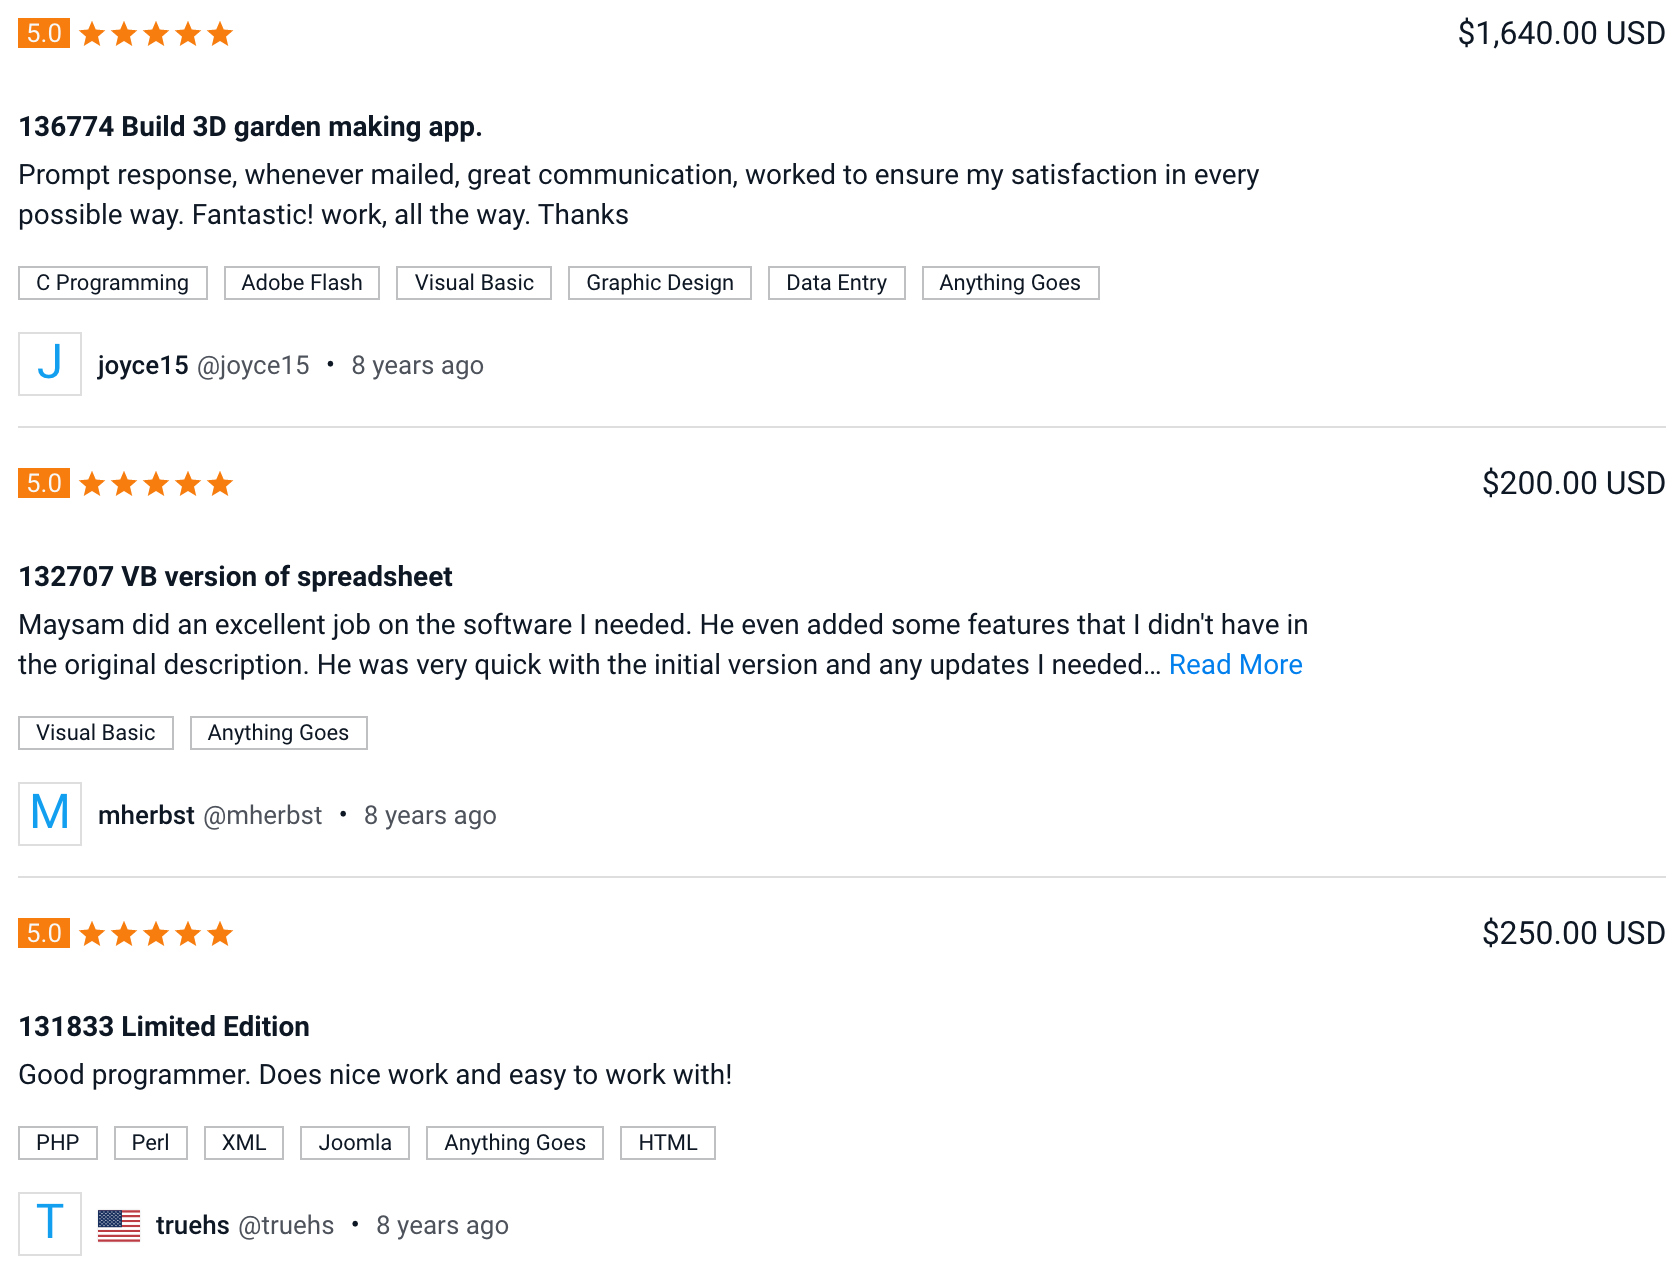 5.0 $1,640.00 USD
136774 Build 3D garden making app.
Prompt response, whenever mailed, great communication, worked to ensure my satisfaction in every
possible way. Fantastic! work, all the way. Thanks
C Programming Adobe Flash Visual Basic Graphic Design Data Entry Anything Goes
J joyce15 @joyce15 • 8 years ago
5.0 $200.00 USD
132707 VB version of spreadsheet
Maysam did an excellent job on the software I needed. He even added some features that I didn't have in
the original description. He was very quick with the initial version and any updates I needed... Read More
Visual Basic Anything Goes
M mherbst @mherbst • 8 years ago
5.0 $250.00 USD
131833 Limited Edition
Good programmer. Does nice work and easy to work with!
PHP Perl XML Joomla Anything Goes HTML
T truehs @truehs • 8 years ago